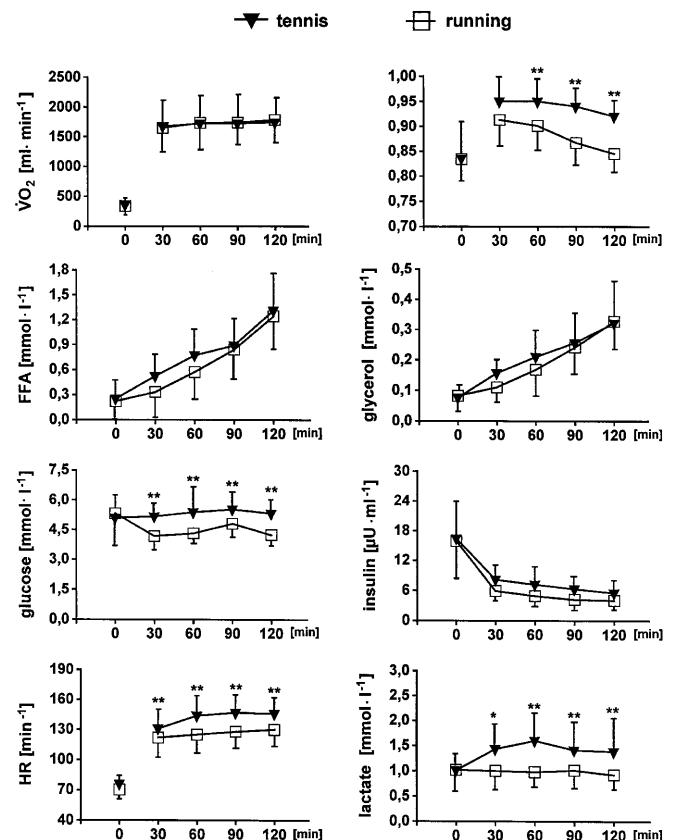 tennis running
V̇O2 [ml· min-1]
2500
2000
1500
1000
500
0
0 30 60 90 120 [min]
1,00
0,95
0,90
0,85
0,80
0,75
0,70
** ** **
0 30 60 90 120 [min]
FFA [mmol· l-1]
1,8
1,5
1,2
0,9
0,6
0,3
0,0
0 30 60 90 120 [min]
glycerol [mmol· l-1]
0,5
0,4
0,3
0,2
0,1
0,0
0 30 60 90 120 [min]
glucose [mmol· l-1]
7,5
6,0
4,5
3,0
1,5
0,0
** ** ** **
0 30 60 90 120 [min]
insulin [µU ·ml-1]
30
24
18
12
6
0
0 30 60 90 120 [min]
HR [min-1]
190
160
130
100
70
40
** ** ** **
0 30 60 90 120 [min]
lactate [mmol· l-1]
3,0
2,5
2,0
1,5
1,0
0,5
0,0
* ** ** **
0 30 60 90 120 [min]